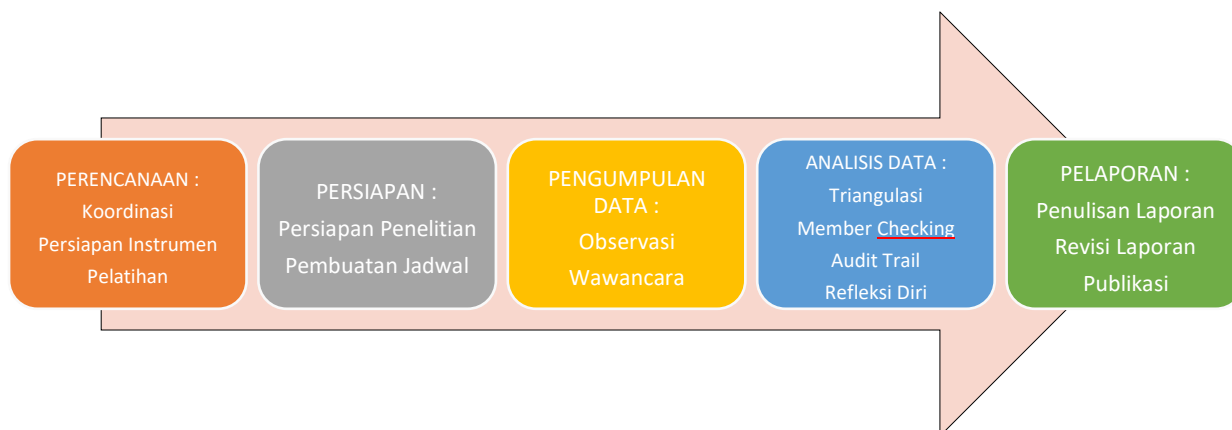 PERENCANAAN :
Koordinasi
Persiapan Instrumen
Pelatihan
PERSIAPAN :
Persiapan Penelitian
Pembuatan Jadwal
PENGUMPULAN
DATA :
Observasi
Wawancara
ANALISIS DATA :
Triangulasi
Member Checking
Audit Trail
Refleksi Diri
PELAPORAN :
Penulisan Laporan
Revisi Laporan
Publikasi